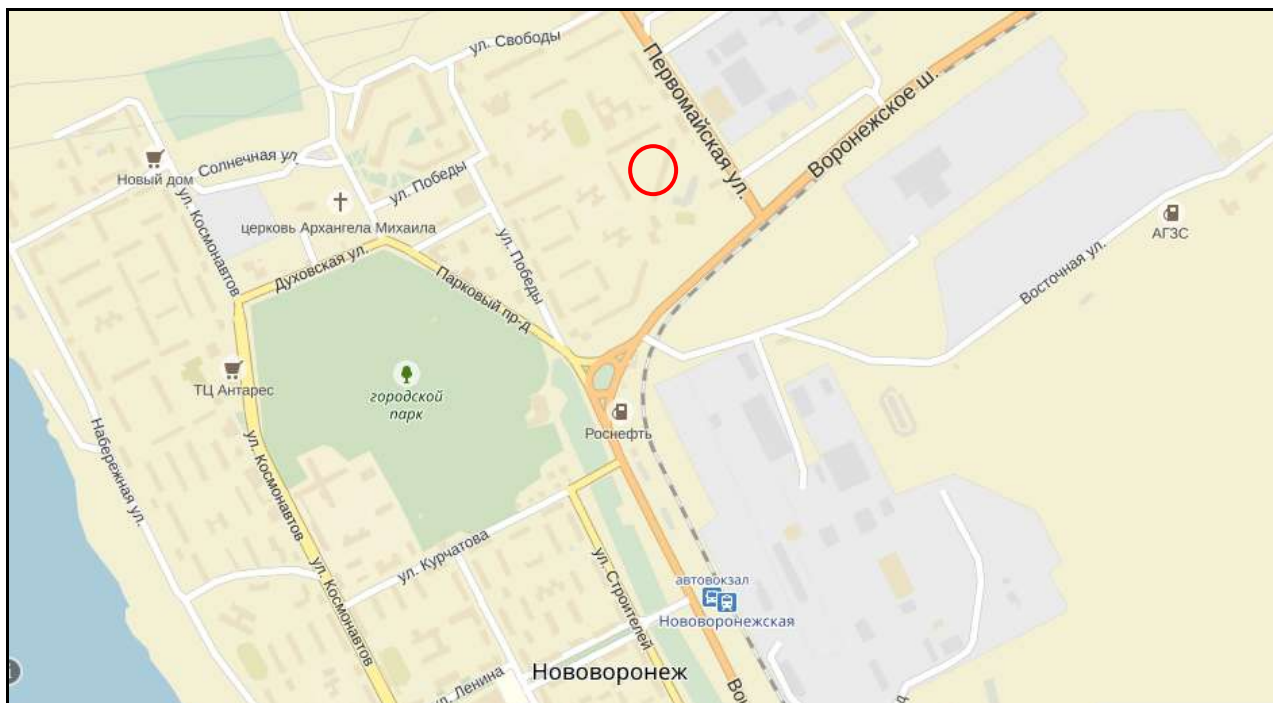 ул. Свободы
Первомайская ул.
Воронежское ш.
Новый дом
Солнечная ул.
ул. Победы
церковь Архангела Михаила
ул. Космонавтов
ул. Победы
Духовская ул.
Парковый пр-д
АГЗС
Восточная ул.
ТЦ Антарес
городской
парк
Роснефть
Набережная ул.
ул. Космонавтов
ул. Курчатова
ул. Космонавтов
ул. Строителей
автовокзал
Нововоронежская
Нововоронеж
ул. Ленина